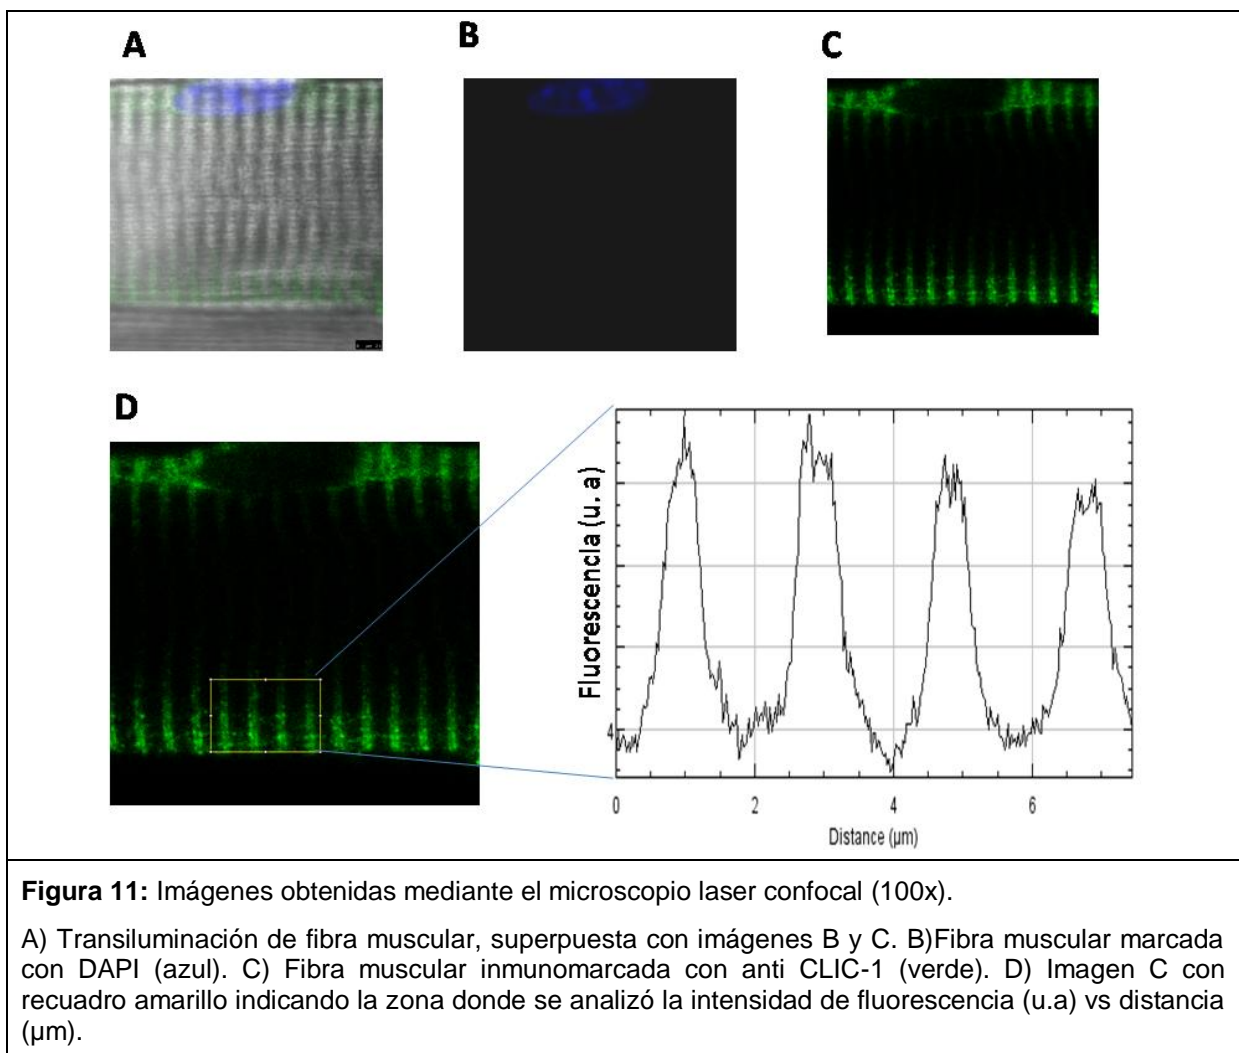 A
B
C
D
Fluorescencia (u. a)
4
0
2
4
6
Distance (µm)
Figura 11: Imágenes obtenidas mediante el microscopio laser confocal (100x).
A) Transiluminación de fibra muscular, superpuesta con imágenes B y C. B)Fibra muscular marcada
con DAPI (azul). C) Fibra muscular inmunomarcada con anti CLIC-1 (verde). D) Imagen C con
recuadro amarillo indicando la zona donde se analizó la intensidad de fluorescencia (u.a) vs distancia
(µm).